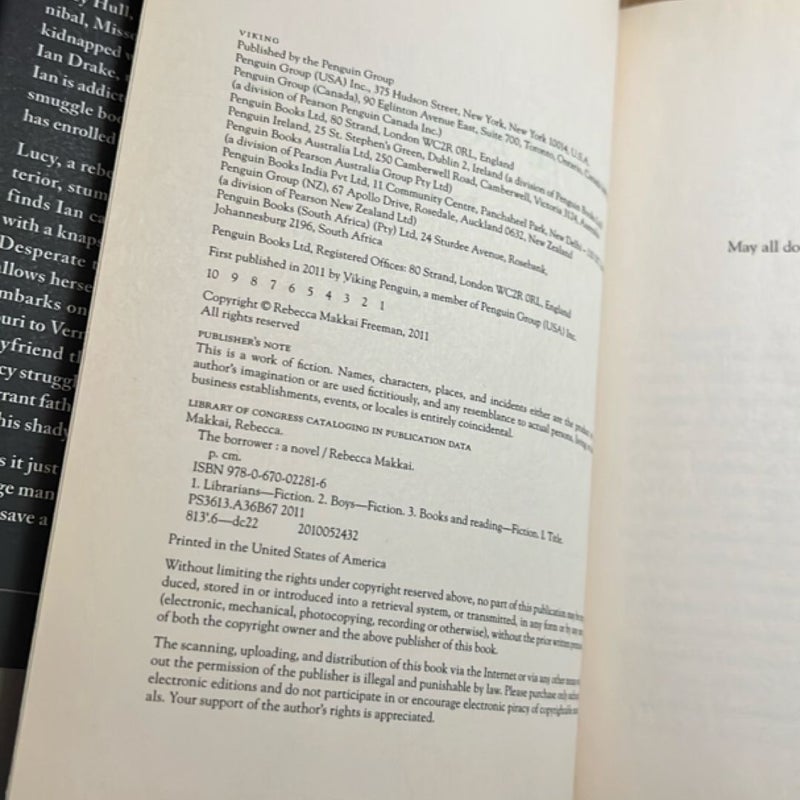 Hull,
nibal, Miss
kidnapped
Ian Drake,
Ian is addict
smuggle boo
has enrolled
Lucy, a rebe
terior, stum
finds Ian ca
with a knaps
Desperate
llows herse
mbarks on
uri to Verr
yfriend t
cy struggl
rrant fath
his shady
s it just
ge man
save a
VIKING
Published by the Penguin Group
Penguin Group (USA) Inc., 375 Hudson Street, New York, New York 10014, U.S.A.
Penguin Group (Canada), 90 Eglinton Avenue East, Suite 700, Toronto, Ontario, Canada
(a division of Pearson Penguin Canada Inc.)
Penguin Books Ltd, 80 Strand, London WC2R 0RL, England
Penguin Ireland, 25 St. Stephen's Green, Dublin 2, Ireland (a division of Penguin Books Ltd)
Penguin Books Australia Ltd, 250 Camberwell Road, Camberwell, Victoria 3124, Australia
(a division of Pearson Australia Group Pty Ltd)
Penguin Books India Pvt Ltd, 11 Community Centre, Panchsheel Park, New Delhi –
Penguin Group (NZ), 67 Apollo Drive, Rosedale, Auckland 0632, New Zealand
(a division of Pearson New Zealand Ltd)
Penguin Books (South Africa) (Pty) Ltd, 24 Sturdee Avenue, Rosebank,
Johannesburg 2196, South Africa
Penguin Books Ltd, Registered Offices: 80 Strand, London WC2R 0RL, England
First published in 2011 by Viking Penguin, a member of Penguin Group (USA) Inc.
10 9 8 7 6 5 4 3 2 1
Copyright © Rebecca Makkai Freeman, 2011
All rights reserved
PUBLISHER'S NOTE
This is a work of fiction. Names, characters, places, and incidents either are the product
author's imagination or are used fictitiously, and any resemblance to actual persons, living
business establishments, events, or locales is entirely coincidental.
LIBRARY OF CONGRESS CATALOGING IN PUBLICATION DATA
Makkai, Rebecca.
The borrower : a novel / Rebecca Makkai.
p. cm.
ISBN 978-0-670-02281-6
1. Librarians—Fiction. 2. Boys—Fiction. 3. Books and reading—Fiction. I. Title.
PS3613.A36B67 2011
813'.6—dc22 2010052432
Printed in the United States of America
Without limiting the rights under copyright reserved above, no part of this publication may be
duced, stored in or introduced into a retrieval system, or transmitted, in any form or by any
(electronic, mechanical, photocopying, recording or otherwise), without the prior written
of both the copyright owner and the above publisher of this book.
The scanning, uploading, and distribution of this book via the Internet or via any other means
out the permission of the publisher is illegal and punishable by law. Please purchase only
electronic editions and do not participate in or encourage electronic piracy of copyrightable
als. Your support of the author's rights is appreciated.
May all do